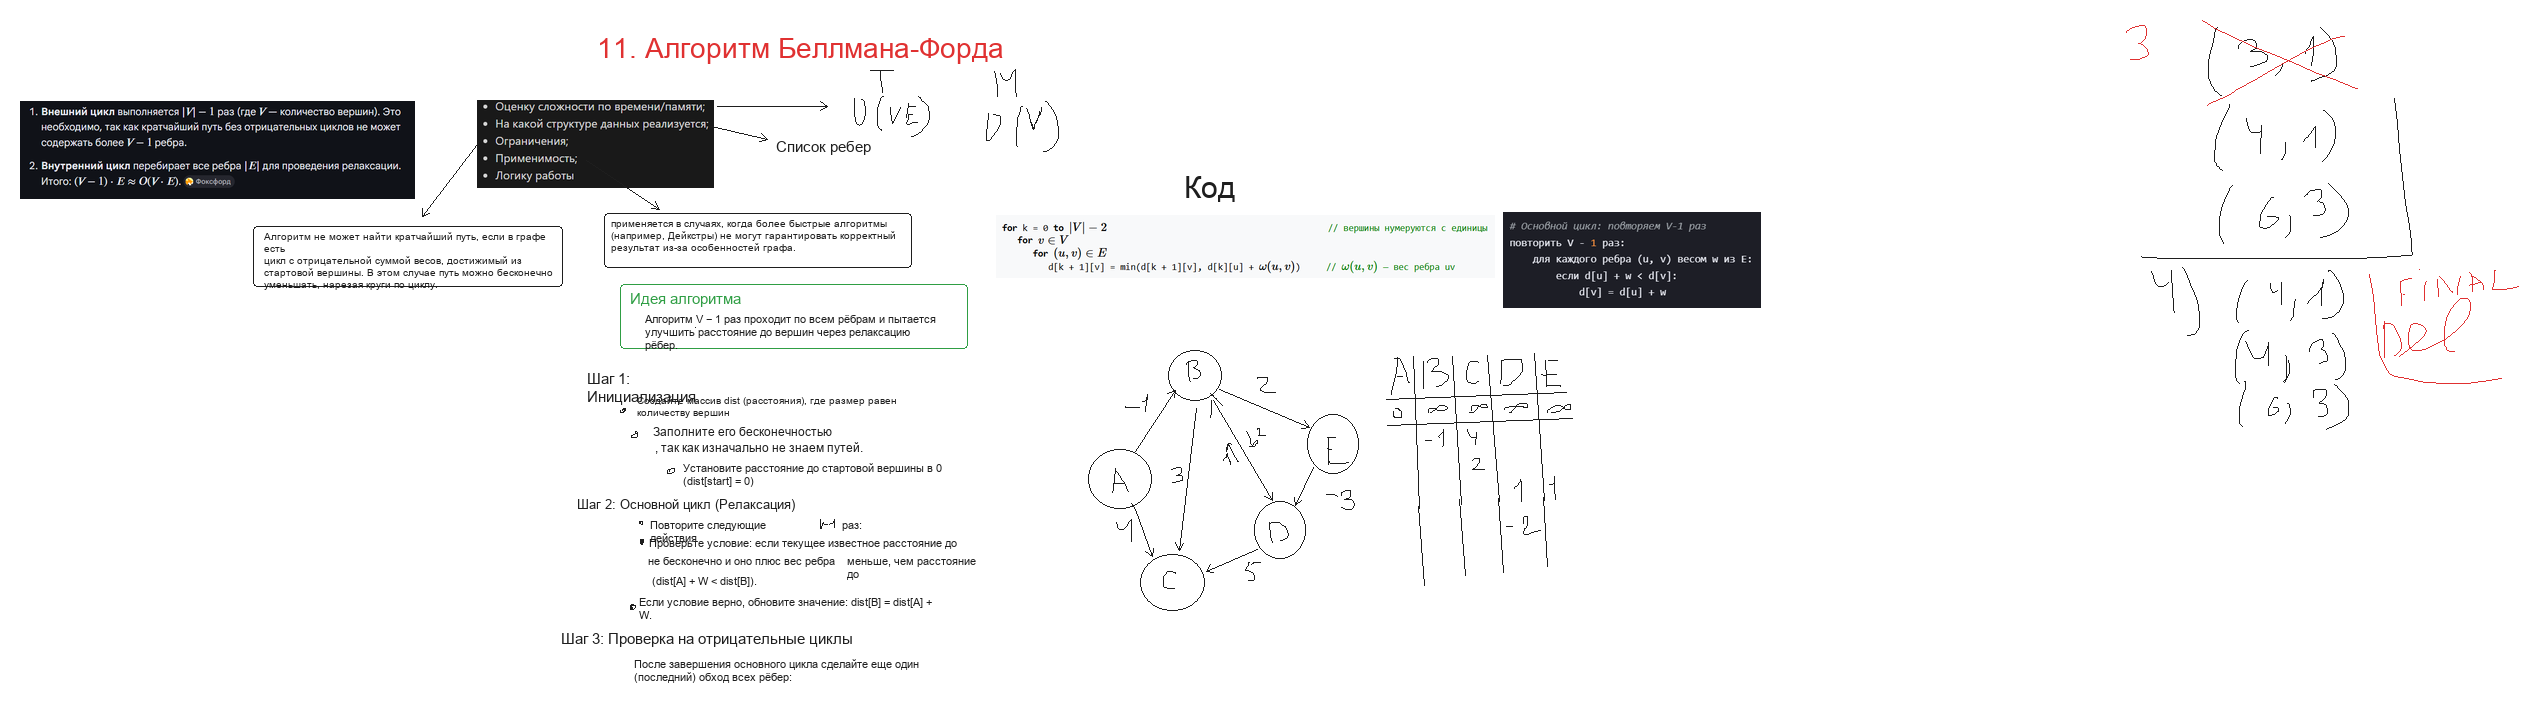 11. Алгоритм Беллмана-Форда
1. Внешний цикл выполняется |V| − 1 раз (где V — количество вершин). Это
необходимо, так как кратчайший путь без отрицательных циклов не может
содержать более V − 1 ребра.
2. Внутренний цикл перебирает все ребра |E| для проведения релаксации.
Итого: (V − 1) · E ≈ O(V · E). Фоксфорд
• Оценку сложности по времени/памяти;
• На какой структуре данных реализуется;
• Ограничения;
• Применимость;
• Логику работы
T
O(VE)
M
O(V)
Список ребер
Алгоритм не может найти кратчайший путь, если в графе
есть
цикл с отрицательной суммой весов, достижимый из
стартовой вершины. В этом случае путь можно бесконечно
уменьшать, нарезая круги по циклу.
применяется в случаях, когда более быстрые алгоритмы
(например, Дейкстры) не могут гарантировать корректный
результат из-за особенностей графа.
Идея алгоритма
Алгоритм V − 1 раз проходит по всем рёбрам и пытается
улучшить расстояние до вершин через релаксацию
рёбер.
Шаг 1:
Инициализация
Создайте массив dist (расстояния), где размер равен
количеству вершин
Заполните его бесконечностью
, так как изначально не знаем путей.
Установите расстояние до стартовой вершины в 0
(dist[start] = 0)
Шаг 2: Основной цикл (Релаксация)
Повторите следующие
действия
раз:
Проверьте условие: если текущее известное расстояние до
не бесконечно и оно плюс вес ребра
меньше, чем расстояние
до
(dist[A] + W < dist[B]).
Если условие верно, обновите значение: dist[B] = dist[A] +
W.
Шаг 3: Проверка на отрицательные циклы
После завершения основного цикла сделайте еще один
(последний) обход всех рёбер:
Код
for k = 0 to |V| − 2 // вершины нумеруются с единицы
for v ∈ V
for (u, v) ∈ E
d[k + 1][v] = min(d[k + 1][v], d[k][u] + ω(u, v)) // ω(u, v) — вес ребра uv
# Основной цикл: повторяем V-1 раз
повторить V - 1 раз:
для каждого ребра (u, v) весом w из E:
если d[u] + w < d[v]:
d[v] = d[u] + w
B
2
-1
2
1
E
A
3
-3
4
D
C
5
A B C D E
0 ∞ ∞ ∞ ∞
-1 4
2
1 1
-2
3
(3, 1)
(4, 1)
(6, 3)
4)
(4, 1)
(4, 3)
(6, 3)
FINAL
Del